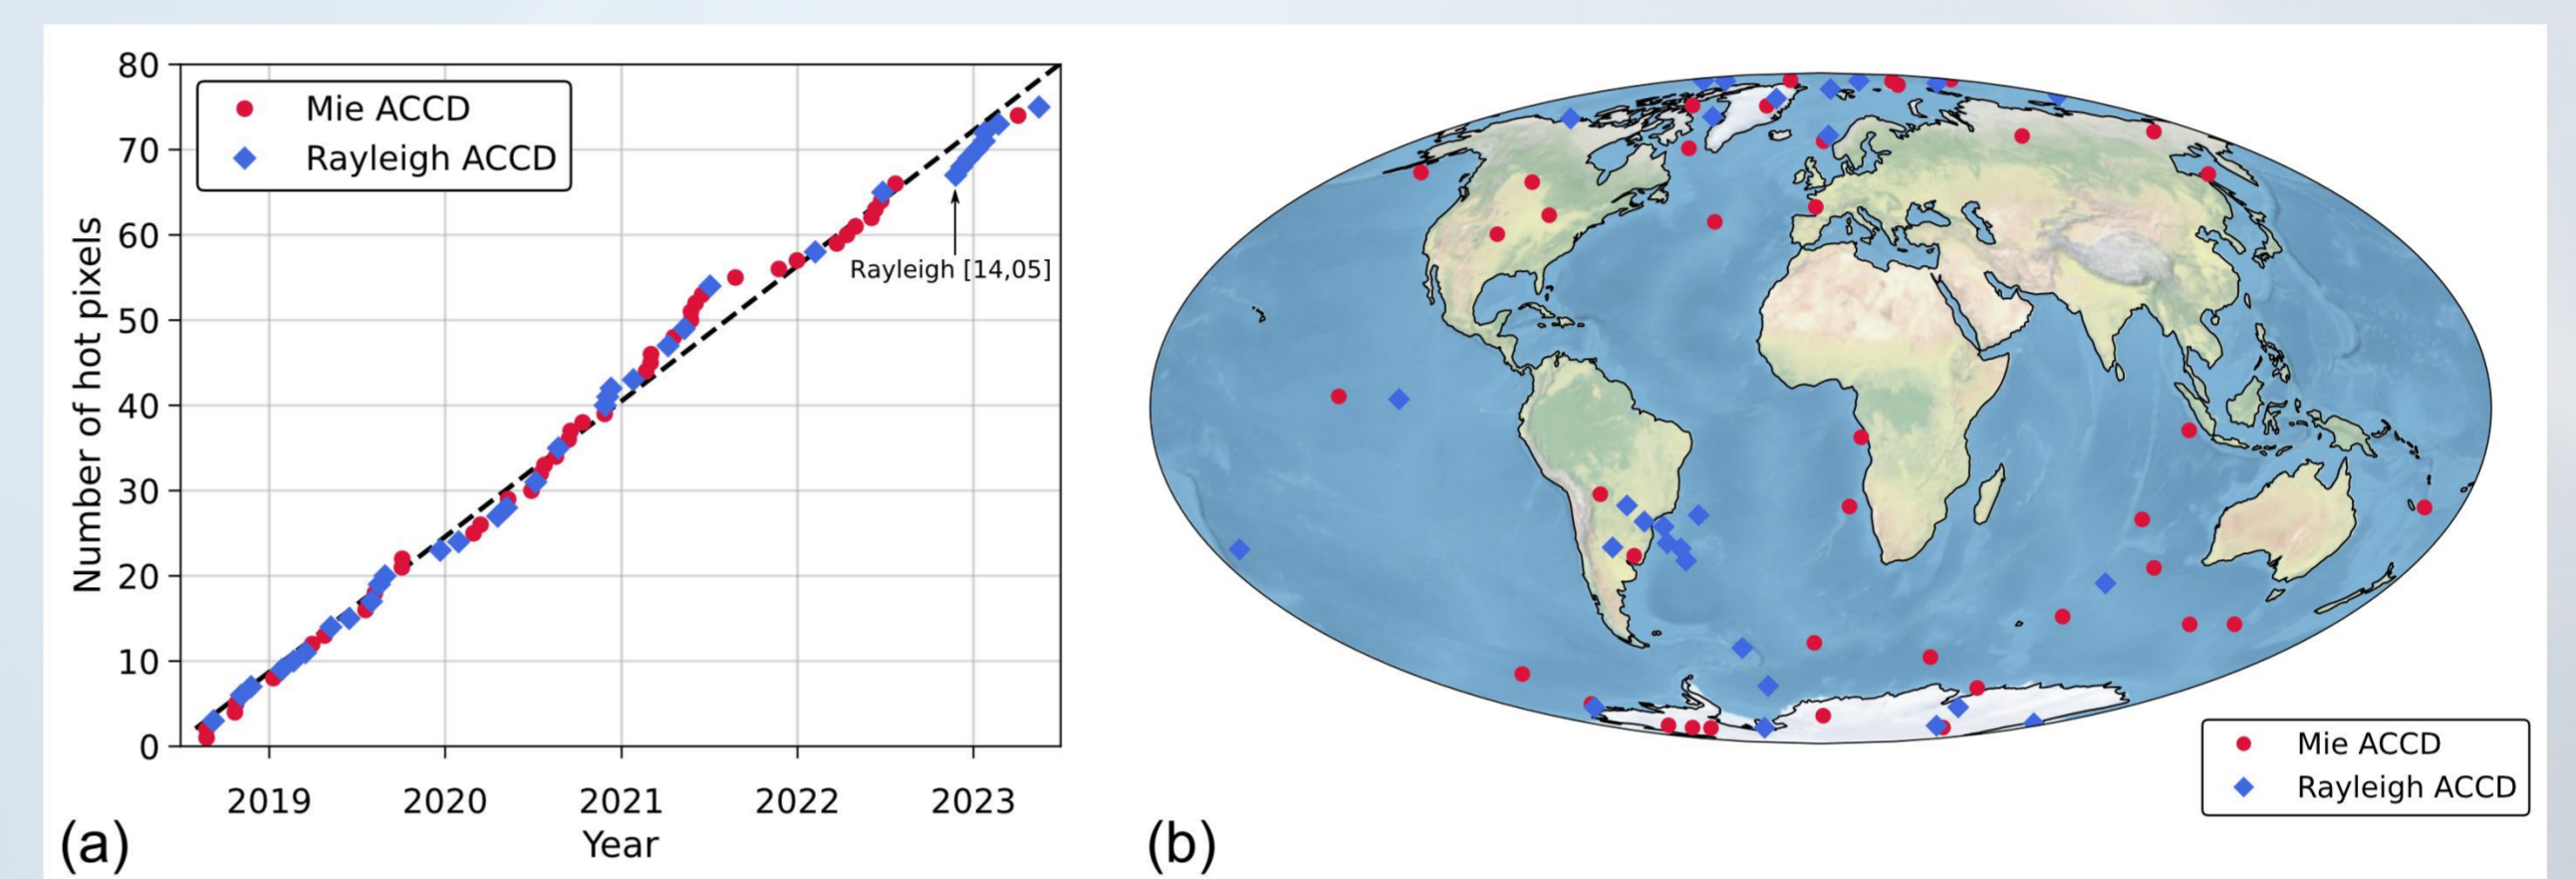 80
70
60
50
40
30
20
10
0
Number of hot pixels
Mie ACCD
Rayleigh ACCD
Rayleigh [14,05]
2019 2020 2021 2022 2023
Year
(a)
Mie ACCD
Rayleigh ACCD
(b)